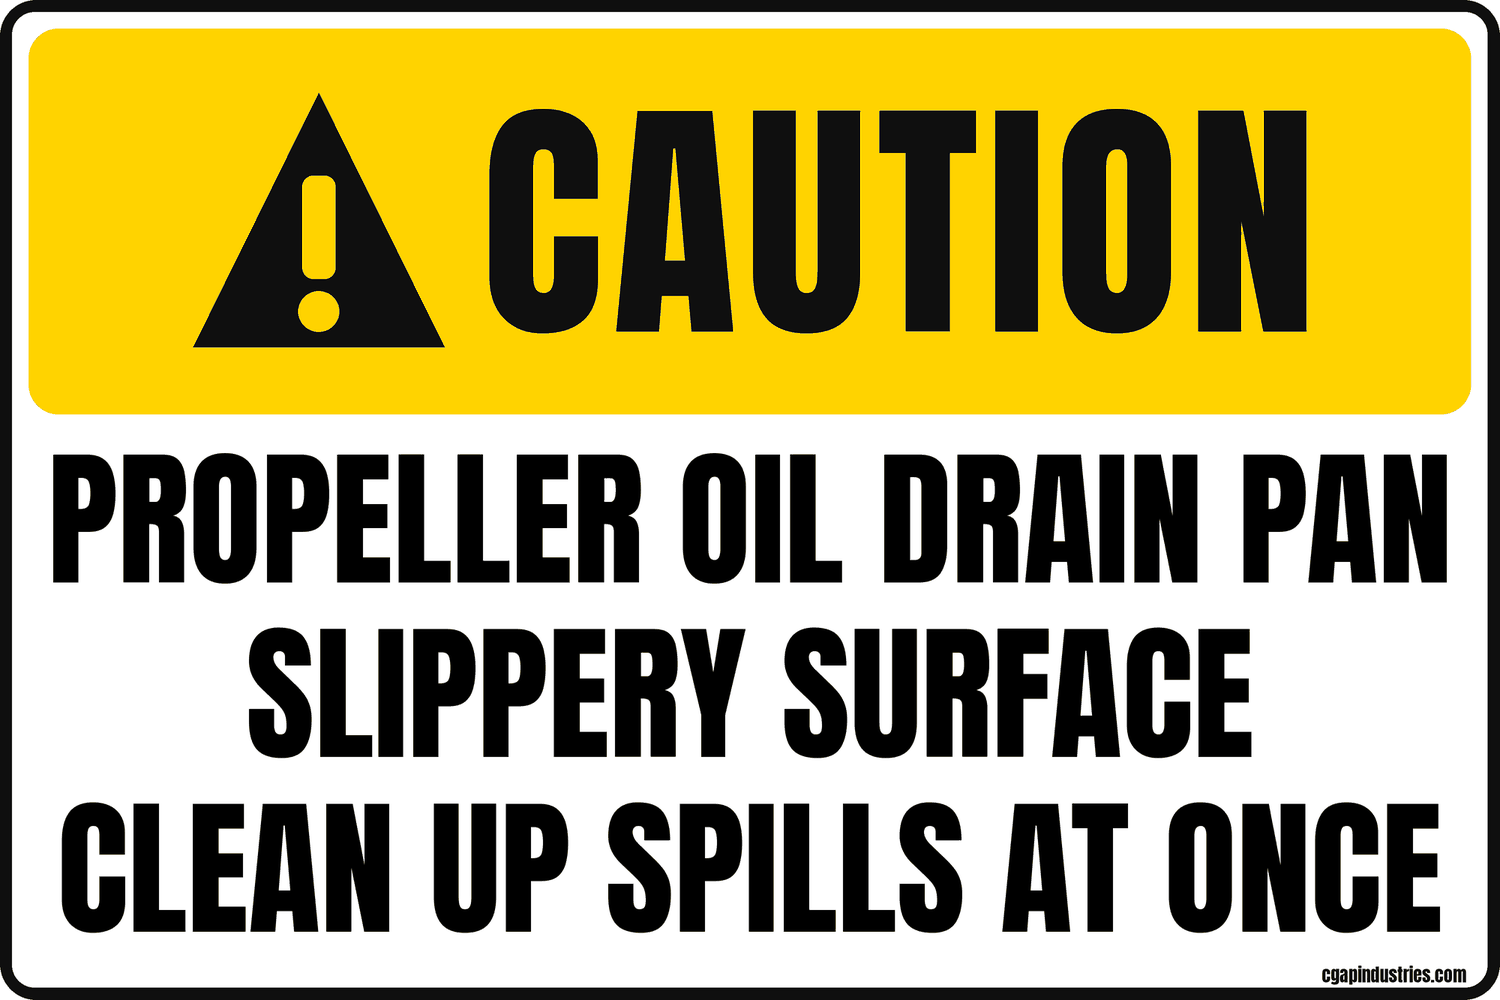 CAUTION
PROPELLER OIL DRAIN PAN
SLIPPERY SURFACE
CLEAN UP SPILLS AT ONCE
cgapindustries.com